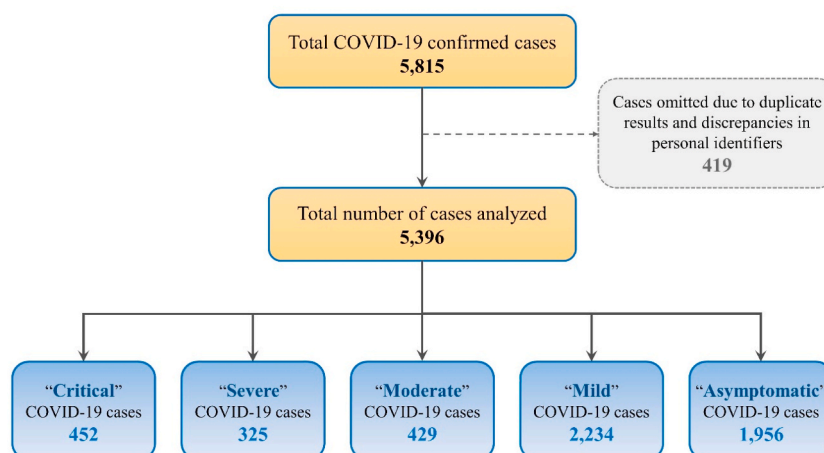 Total COVID-19 confirmed cases
5,815
Cases omitted due to duplicate
results and discrepancies in
personal identifiers
419
Total number of cases analyzed
5,396
“Critical”
COVID-19 cases
452
“Severe”
COVID-19 cases
325
“Moderate”
COVID-19 cases
429
“Mild”
COVID-19 cases
2,234
“Asymptomatic”
COVID-19 cases
1,956